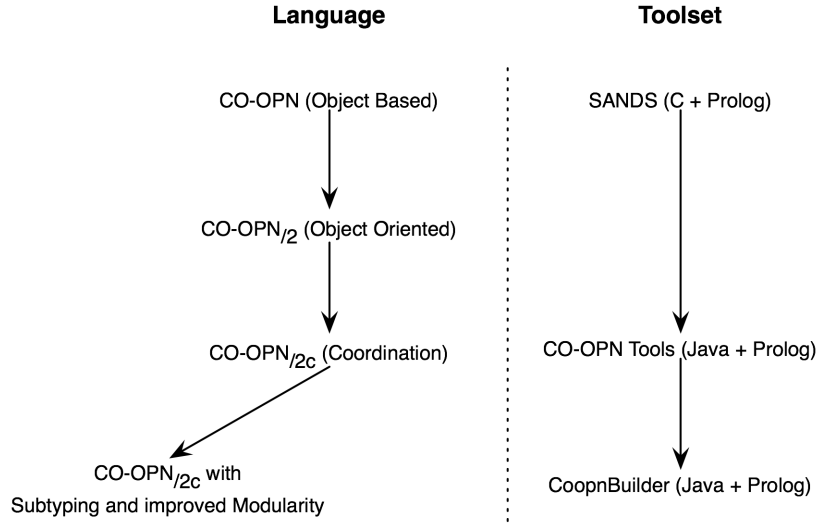 Language
Toolset
CO-OPN (Object Based)
SANDS (C + Prolog)
CO-OPN/2 (Object Oriented)
CO-OPN/2c (Coordination)
CO-OPN Tools (Java + Prolog)
CO-OPN/2c with
Subtyping and improved Modularity
CoopnBuilder (Java + Prolog)